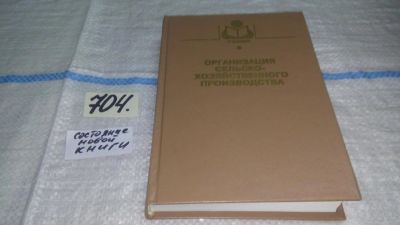 ОРГАНИЗАЦИЯ
СЕЛЬСКО-
ХОЗЯЙСТВЕННОГО
ПРОИЗВОДСТВА
704.
состояние
новой
книги